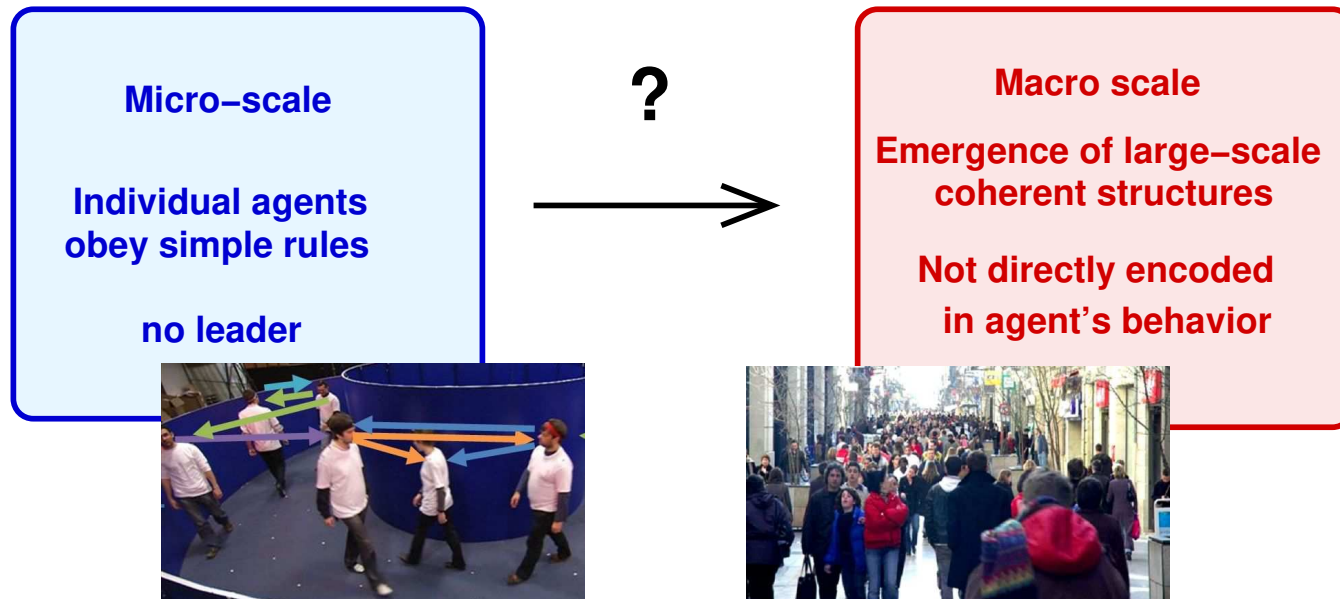 Micro−scale
Individual agents
obey simple rules
no leader
?
Macro scale
Emergence of large−scale
coherent structures
Not directly encoded
in agent's behavior